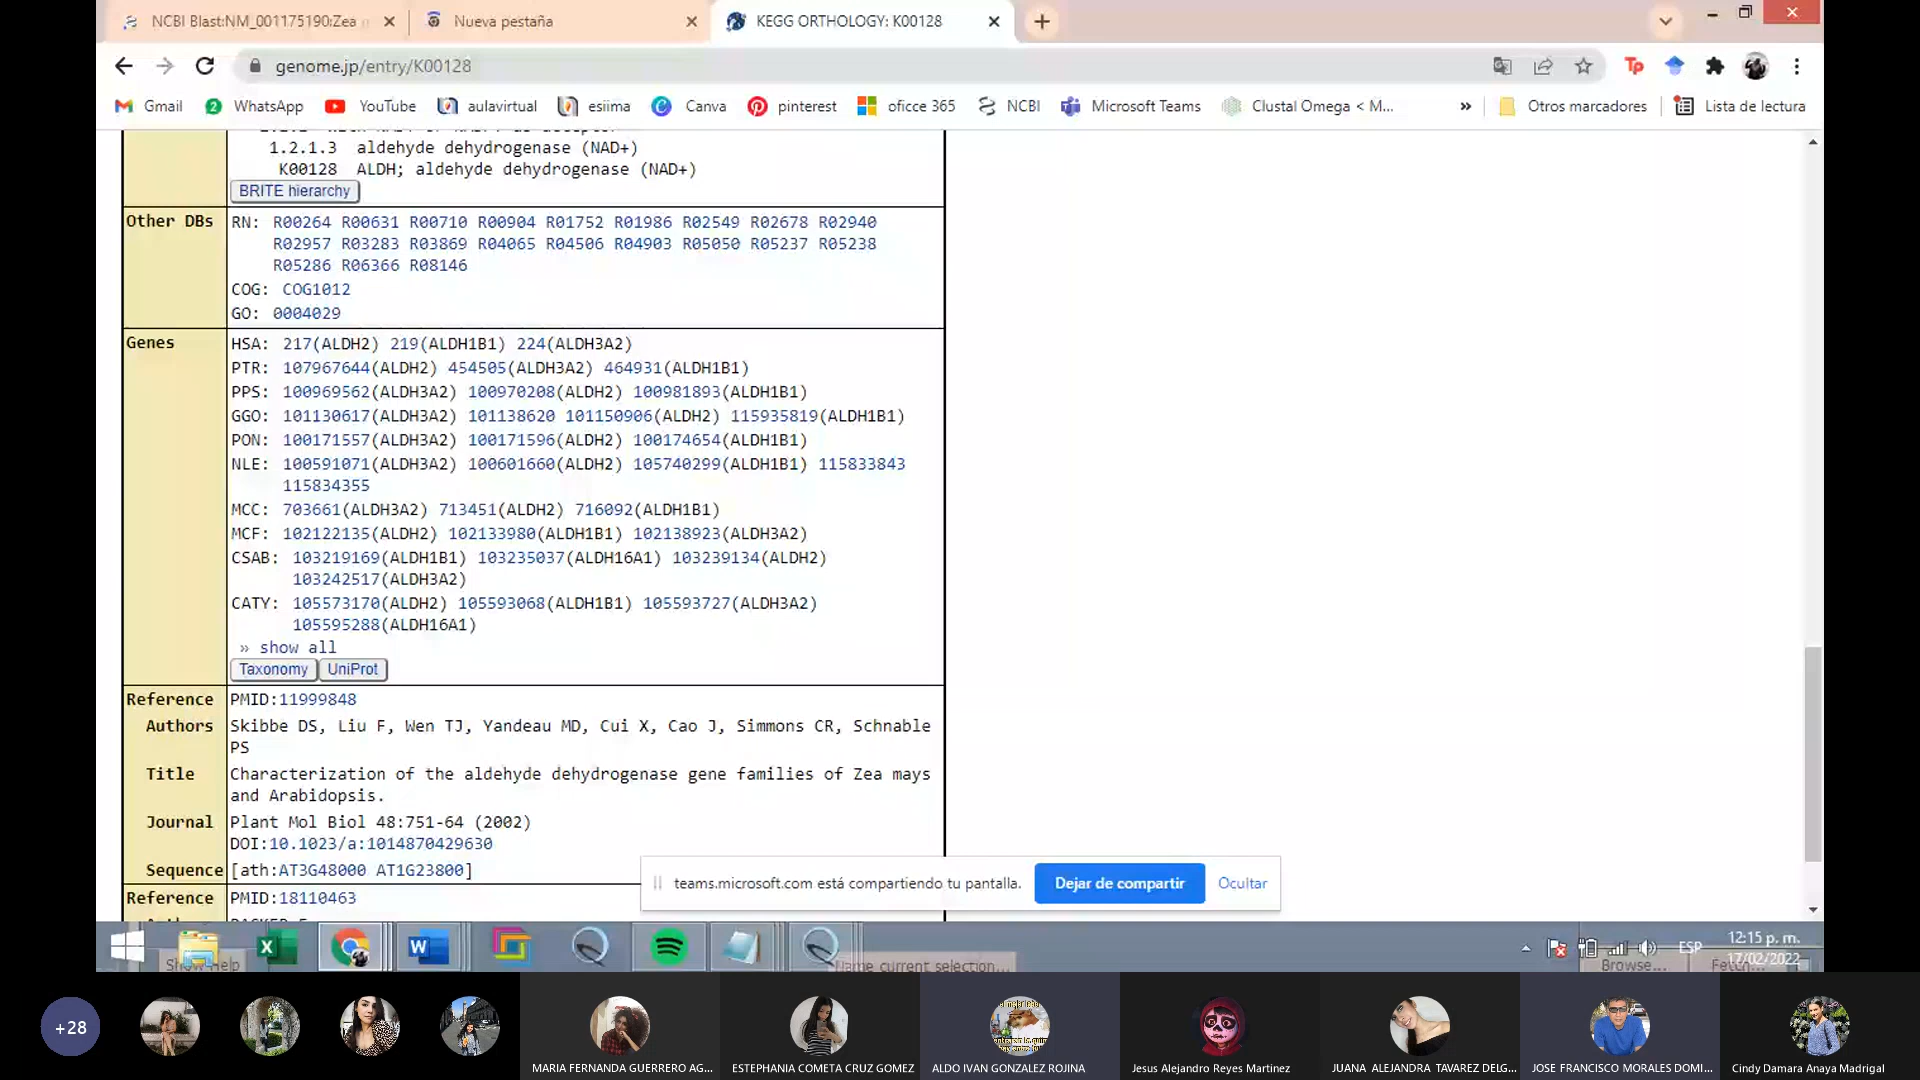 NCBI Blast:NM_001175190:Zea
Nueva pestaña
KEGG ORTHOLOGY: K00128
genome.jp/entry/K00128
Gmail
WhatsApp
YouTube
aulavirtual
esiima
Canva
pinterest
oficce 365
NCBI
Microsoft Teams
Clustal Omega < M...
»
Otros marcadores
Lista de lectura
1.2.1.3 aldehyde dehydrogenase (NAD+)
K00128 ALDH; aldehyde dehydrogenase (NAD+)
BRITE hierarchy
Other DBs
RN: R00264 R00631 R00710 R00904 R01752 R01986 R02549 R02678 R02940
R02957 R03283 R03869 R04065 R04506 R04903 R05050 R05237 R05238
R05286 R06366 R08146
COG: COG1012
GO: 0004029
Genes
HSA: 217(ALDH2) 219(ALDH1B1) 224(ALDH3A2)
PTR: 107967644(ALDH2) 454505(ALDH3A2) 464931(ALDH1B1)
PPS: 100969562(ALDH3A2) 100970208(ALDH2) 100981893(ALDH1B1)
GGO: 101130617(ALDH3A2) 101138620 101150906(ALDH2) 115935819(ALDH1B1)
PON: 100171557(ALDH3A2) 100171596(ALDH2) 100174654(ALDH1B1)
NLE: 100591071(ALDH3A2) 100601660(ALDH2) 105740299(ALDH1B1) 115833843
115834355
MCC: 703661(ALDH3A2) 713451(ALDH2) 716092(ALDH1B1)
MCF: 102122135(ALDH2) 102133980(ALDH1B1) 102138923(ALDH3A2)
CSAB: 103219169(ALDH1B1) 103235037(ALDH16A1) 103239134(ALDH2)
103242517(ALDH3A2)
CATY: 105573170(ALDH2) 105593068(ALDH1B1) 105593727(ALDH3A2)
105595288(ALDH16A1)
» show all
Taxonomy UniProt
Reference PMID:11999848
Authors Skibbe DS, Liu F, Wen TJ, Yandeau MD, Cui X, Cao J, Simmons CR, Schnable
PS
Title Characterization of the aldehyde dehydrogenase gene families of Zea mays
and Arabidopsis.
Journal Plant Mol Biol 48:751-64 (2002)
DOI:10.1023/a:1014870429630
Sequence [ath:AT3G48000 AT1G23800]
Reference PMID:18110463
teams.microsoft.com está compartiendo tu pantalla.
Dejar de compartir
Ocultar
ESP
12:15 p. m.
17/02/2022
Show Help
Name current selection...
Browse...
Fetch...
+28
MARIA FERNANDA GUERRERO AG...
ESTEPHANIA COMETA CRUZ GOMEZ
ALDO IVAN GONZALEZ ROJINA
Jesus Alejandro Reyes Martinez
JUANA ALEJANDRA TAVAREZ DELG...
JOSE FRANCISCO MORALES DOMI...
Cindy Damara Anaya Madrigal